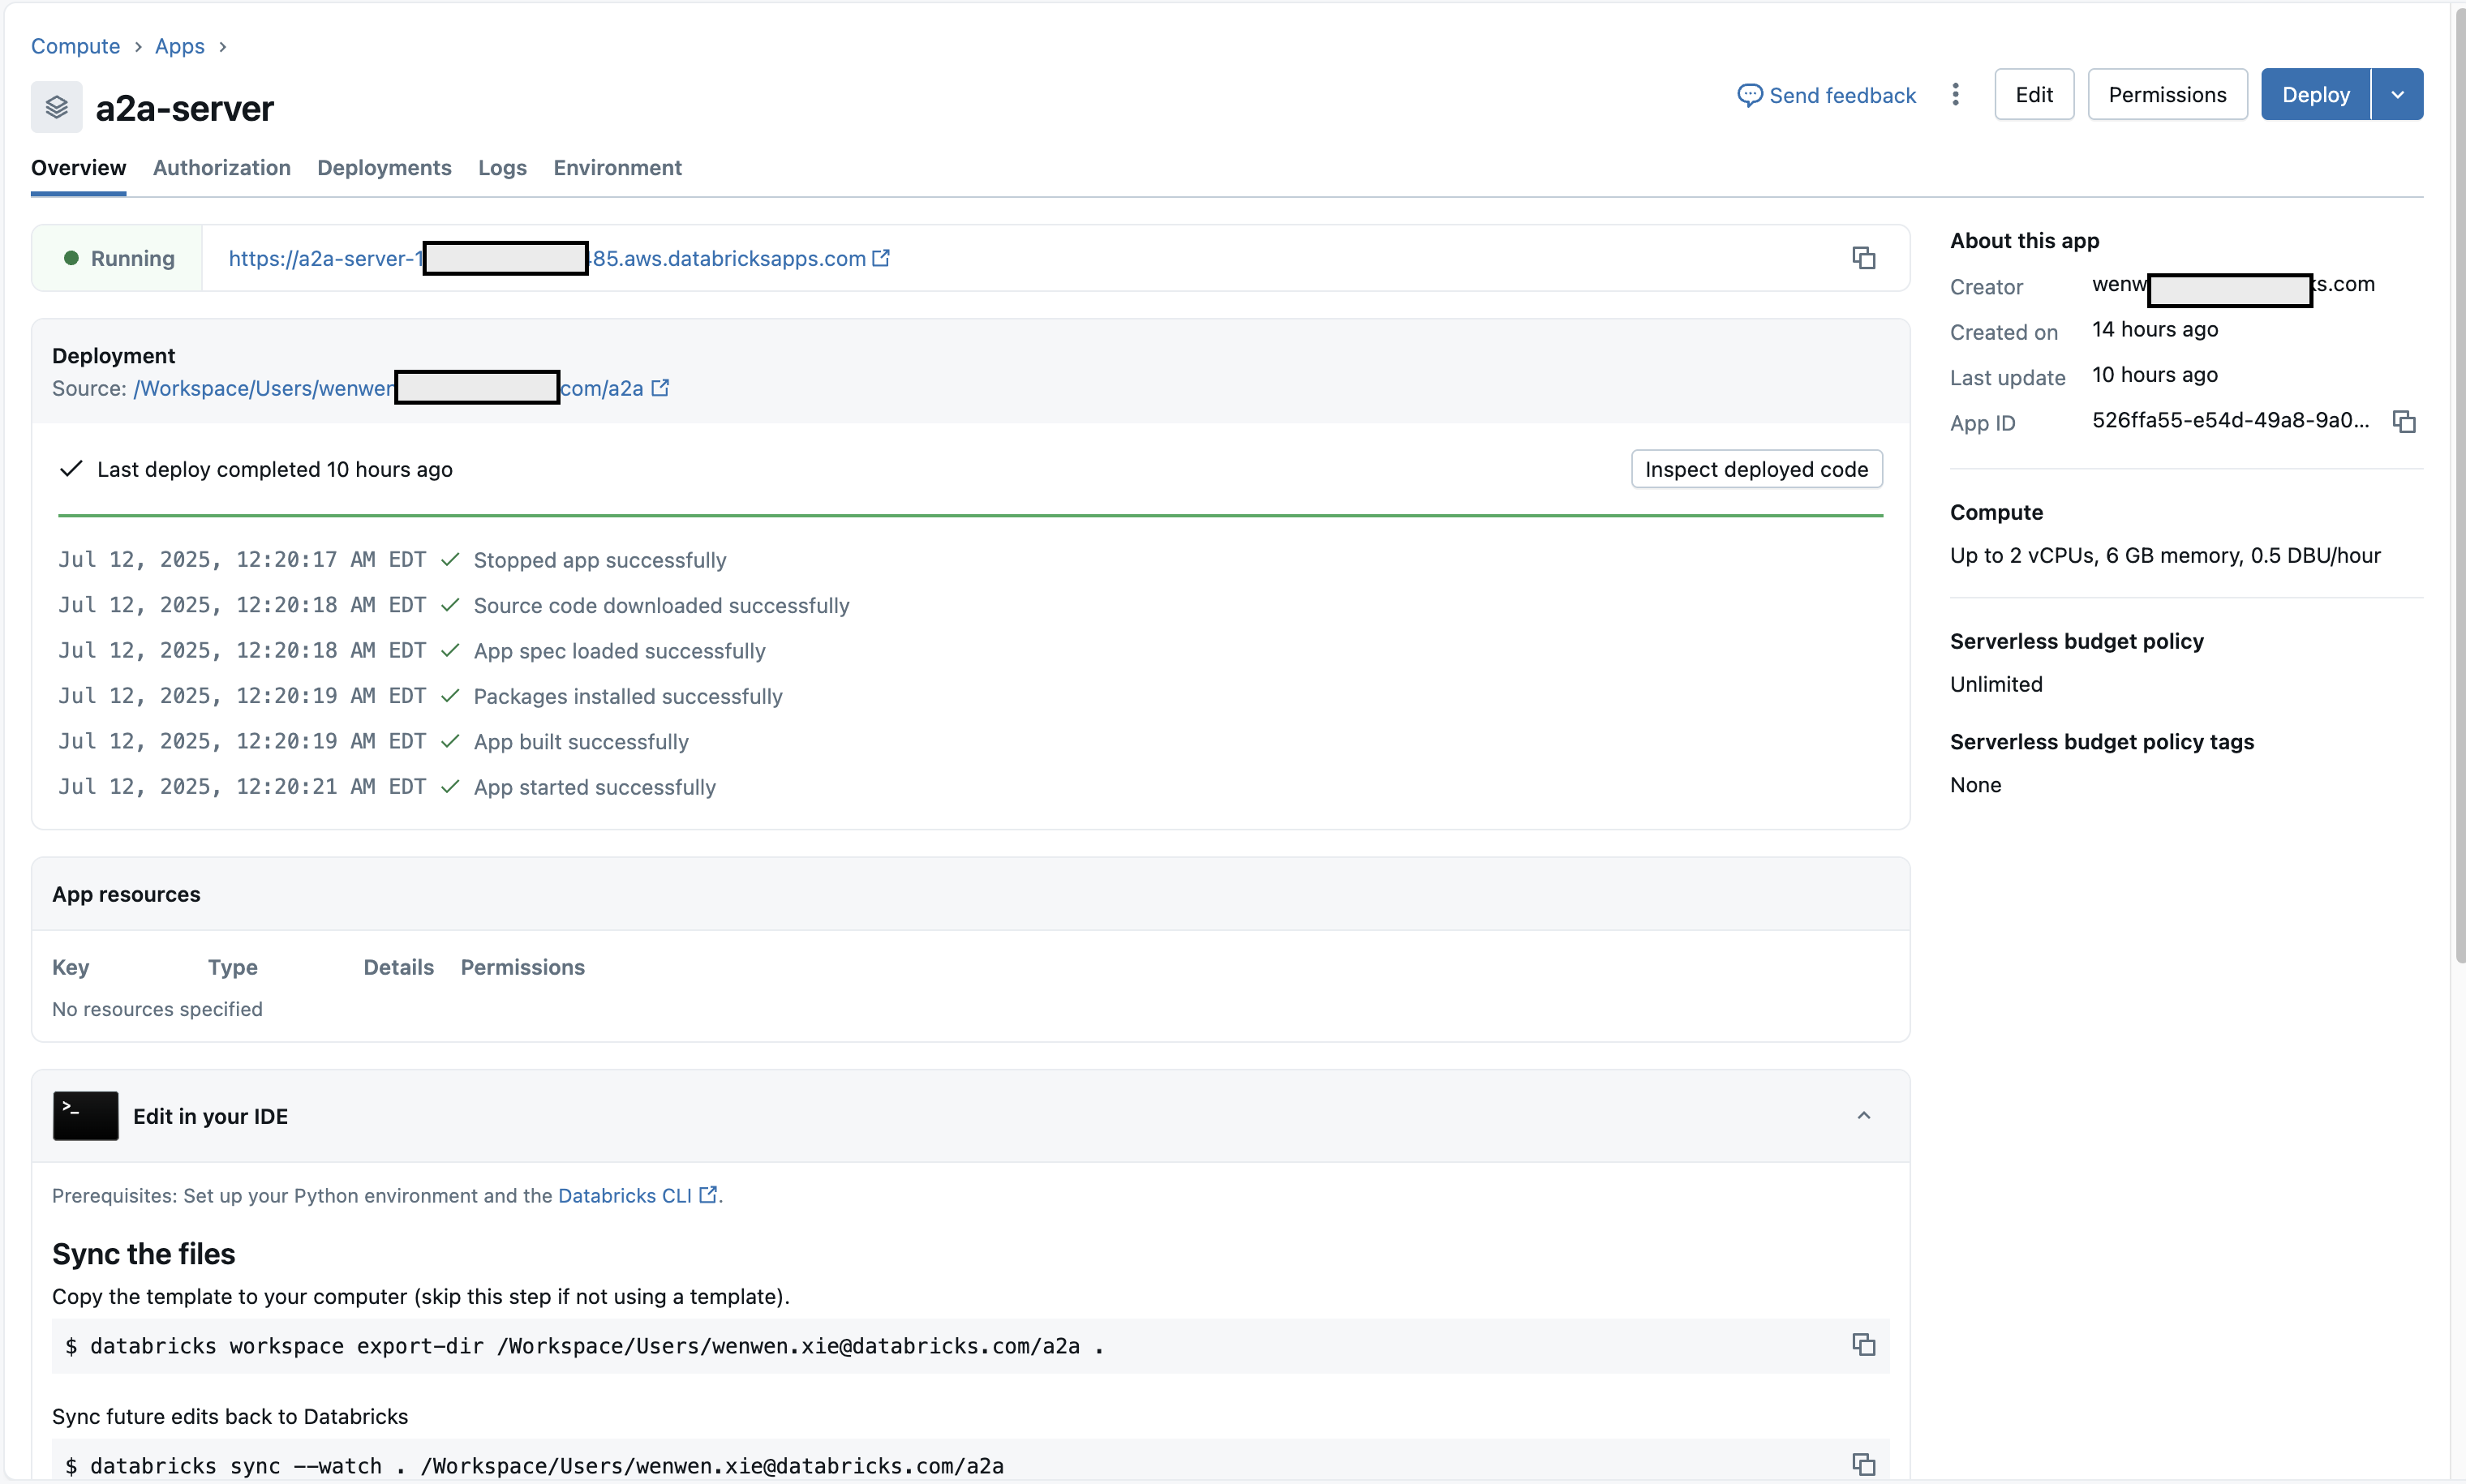 Compute > Apps >
a2a-server
Send feedback
Edit
Permissions
Deploy
Overview Authorization Deployments Logs Environment
Running
https://a2a-server-1 85.aws.databricksapps.com
Deployment
Source: /Workspace/Users/wenwen com/a2a
Last deploy completed 10 hours ago
Inspect deployed code
Jul 12, 2025, 12:20:17 AM EDT ✓ Stopped app successfully
Jul 12, 2025, 12:20:18 AM EDT ✓ Source code downloaded successfully
Jul 12, 2025, 12:20:18 AM EDT ✓ App spec loaded successfully
Jul 12, 2025, 12:20:19 AM EDT ✓ Packages installed successfully
Jul 12, 2025, 12:20:19 AM EDT ✓ App built successfully
Jul 12, 2025, 12:20:21 AM EDT ✓ App started successfully
App resources
Key Type Details Permissions
No resources specified
>_
Edit in your IDE
Prerequisites: Set up your Python environment and the Databricks CLI.
Sync the files
Copy the template to your computer (skip this step if not using a template).
$ databricks workspace export-dir /Workspace/Users/wenwen.xie@databricks.com/a2a .
Sync future edits back to Databricks
$ databricks sync --watch . /Workspace/Users/wenwen.xie@databricks.com/a2a
About this app
Creator wenw ks.com
Created on 14 hours ago
Last update 10 hours ago
App ID 526ffa55-e54d-49a8-9a0...
Compute
Up to 2 vCPUs, 6 GB memory, 0.5 DBU/hour
Serverless budget policy
Unlimited
Serverless budget policy tags
None